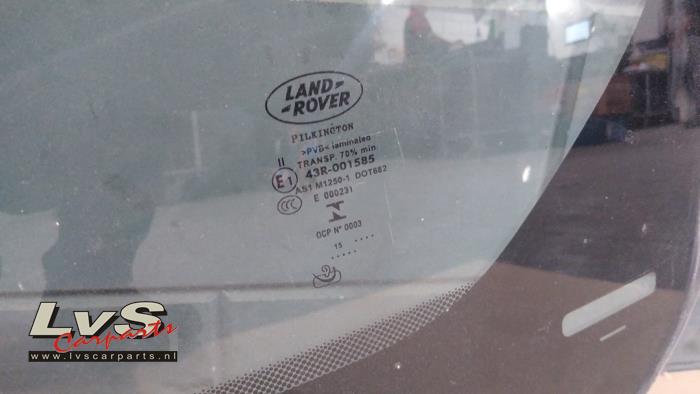 LAND-
-ROVER
PILKINGTON
>PVB< laminated
II TRANSP. 70% min
E1 43R-001585
AS1 M1250-1 DOT682
CCC E 000231
OCP N° 0003
15 ....
.....
LvS
Carparts
www.lvscarparts.nl